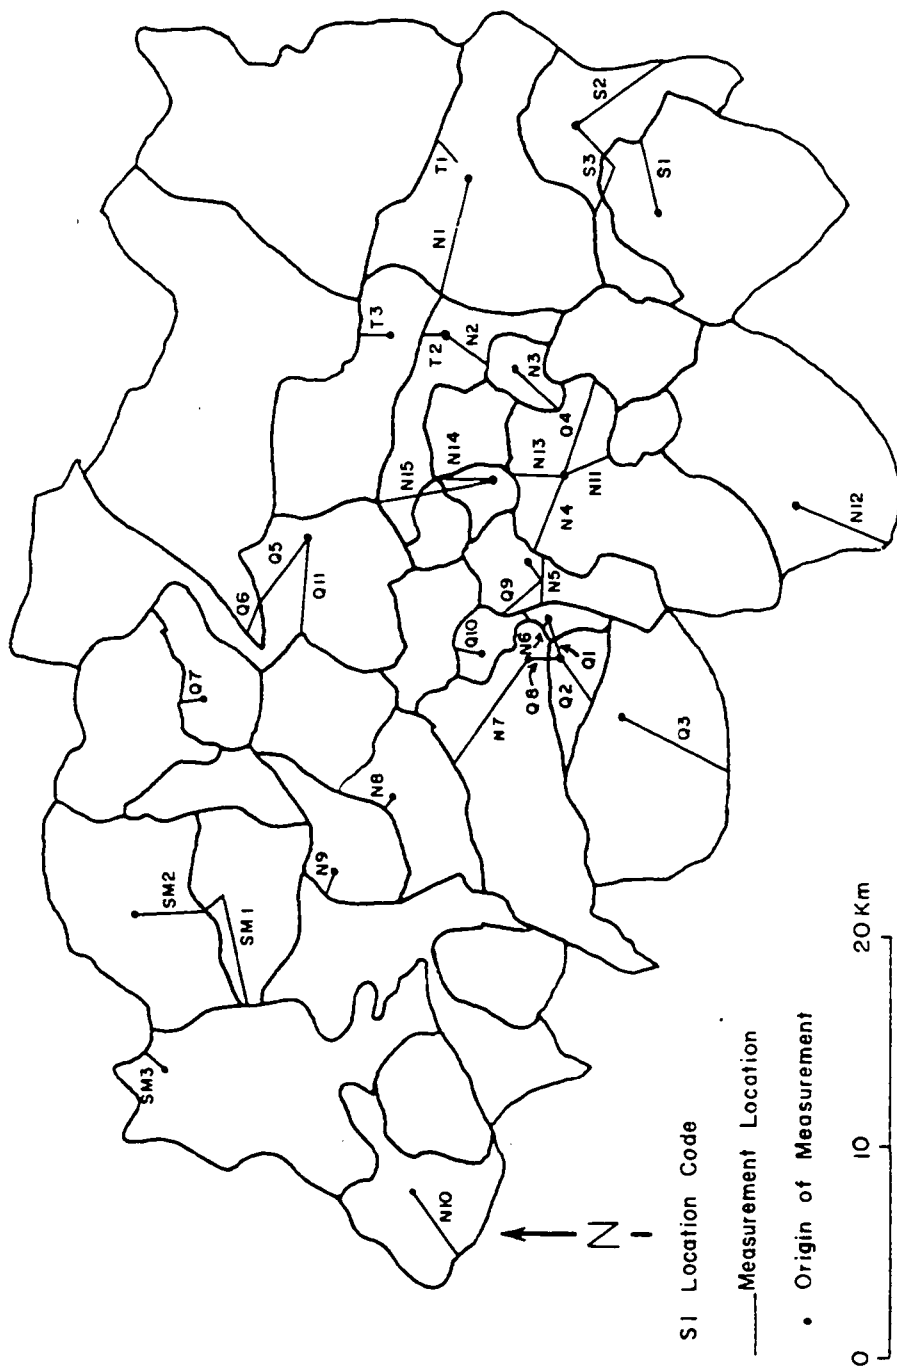 SM3
SM2
SM1
N9
N8
N10
Q7
Q6
Q5
Q11
N7
Q10
Q9
N6
Q8
Q2
Q1
N5
N4
Q3
N15
N14
N13
Q4
N11
N12
T3
T2
N2
N3
N1
T1
S2
S3
S1
N
S1 Location Code
Measurement Location
Origin of Measurement
0 10 20 Km